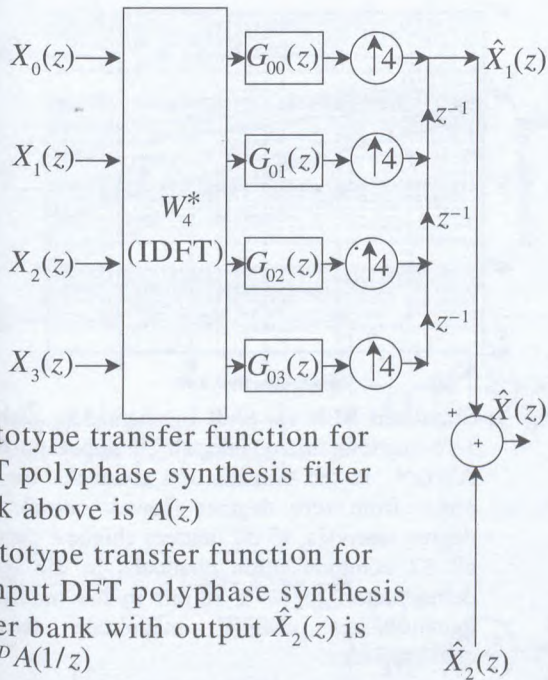 X₀(z) G₀₀(z) ↑4 X̂₁(z)
z⁻¹
X₁(z) G₀₁(z) ↑4
W₄*
(IDFT)
z⁻¹
X₂(z) G₀₂(z) ↑4
z⁻¹
X₃(z) G₀₃(z) ↑4
+ X̂(z)
+
+
totype transfer function for
T polyphase synthesis filter
k above is A(z)
totype transfer function for
nput DFT polyphase synthesis
er bank with output X̂₂(z) is
ᴰA(1/z)
X̂₂(z)